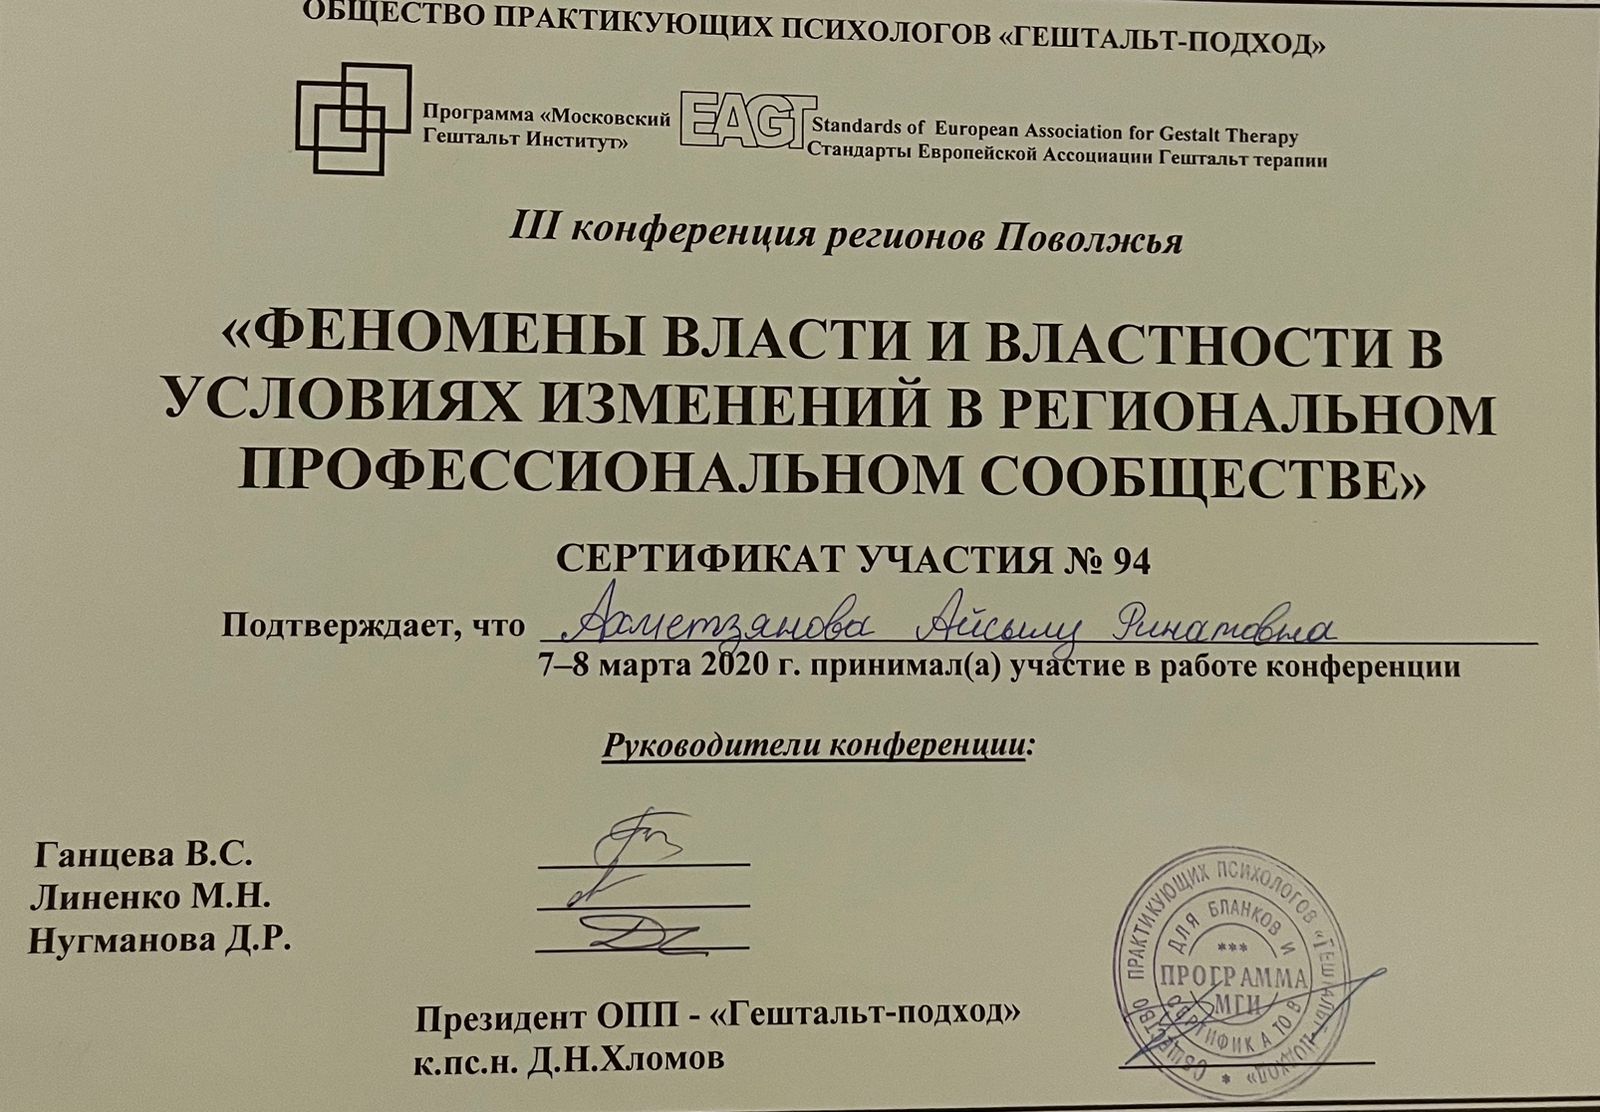 ОБЩЕСТВО ПРАКТИКУЮЩИХ ПСИХОЛОГОВ «ГЕШТАЛЬТ-ПОДХОД»
Программа «Московский
Гештальт Институт»
EAGT
Standards of European Association for Gestalt Therapy
Стандарты Европейской Ассоциации Гештальт терапии
III конференция регионов Поволжья
«ФЕНОМЕНЫ ВЛАСТИ И ВЛАСТНОСТИ В
УСЛОВИЯХ ИЗМЕНЕНИЙ В РЕГИОНАЛЬНОМ
ПРОФЕССИОНАЛЬНОМ СООБЩЕСТВЕ»
СЕРТИФИКАТ УЧАСТИЯ № 94
Подтверждает, что Ахметзянова Айсылу Ринатовна
7–8 марта 2020 г. принимал(а) участие в работе конференции
Руководители конференции:
Ганцева В.С.
Линенко М.Н.
Нугманова Д.Р.
Президент ОПП - «Гештальт-подход»
к.пс.н. Д.Н.Хломов
ОБЩЕСТВО ПРАКТИКУЮЩИХ ПСИХОЛОГОВ «ГЕШТАЛЬТ-ПОДХОД» *
ДЛЯ БЛАНКОВ И
***
ПРОГРАММА
МГИ
СЕРТИФИКАТОВ